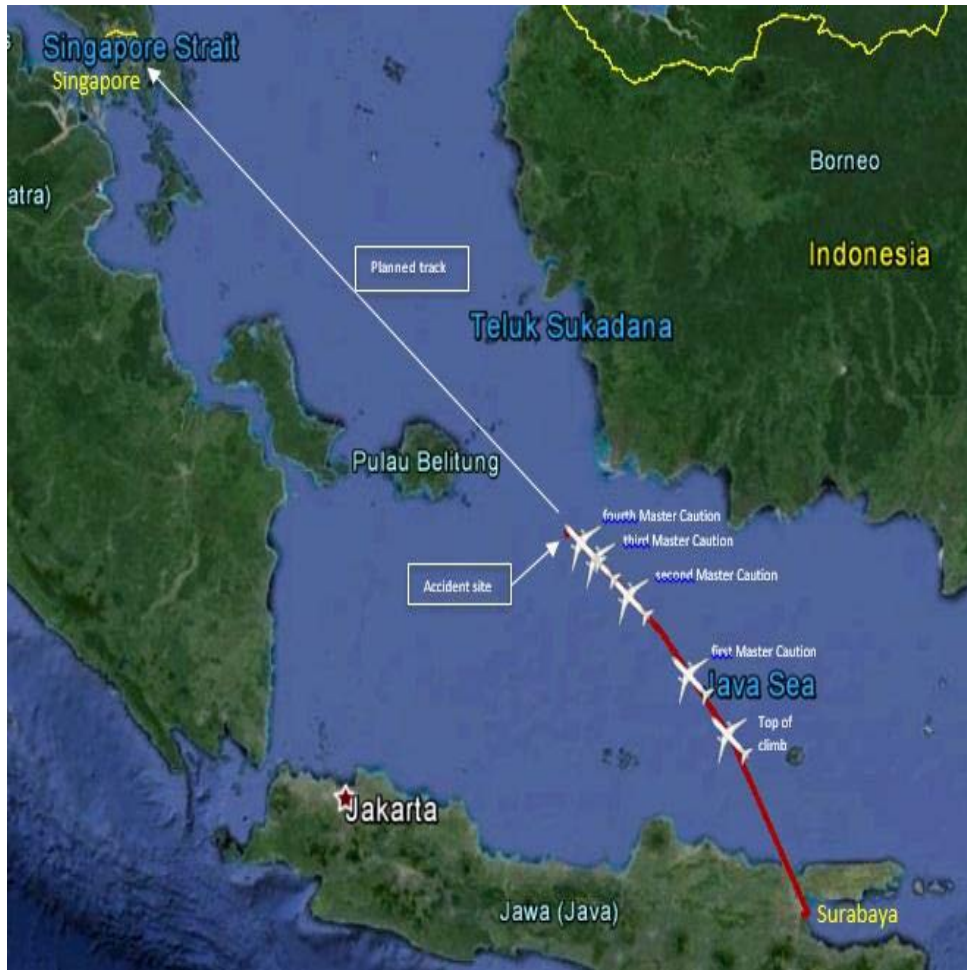 Singapore Strait
Singapore
atra)
Borneo
Indonesia
Planned track
Teluk Sukadana
Pulau Belitung
fourth Master Caution
third Master Caution
second Master Caution
Accident site
first Master Caution
Java Sea
Top of
climb
Jakarta
Jawa (Java)
Surabaya